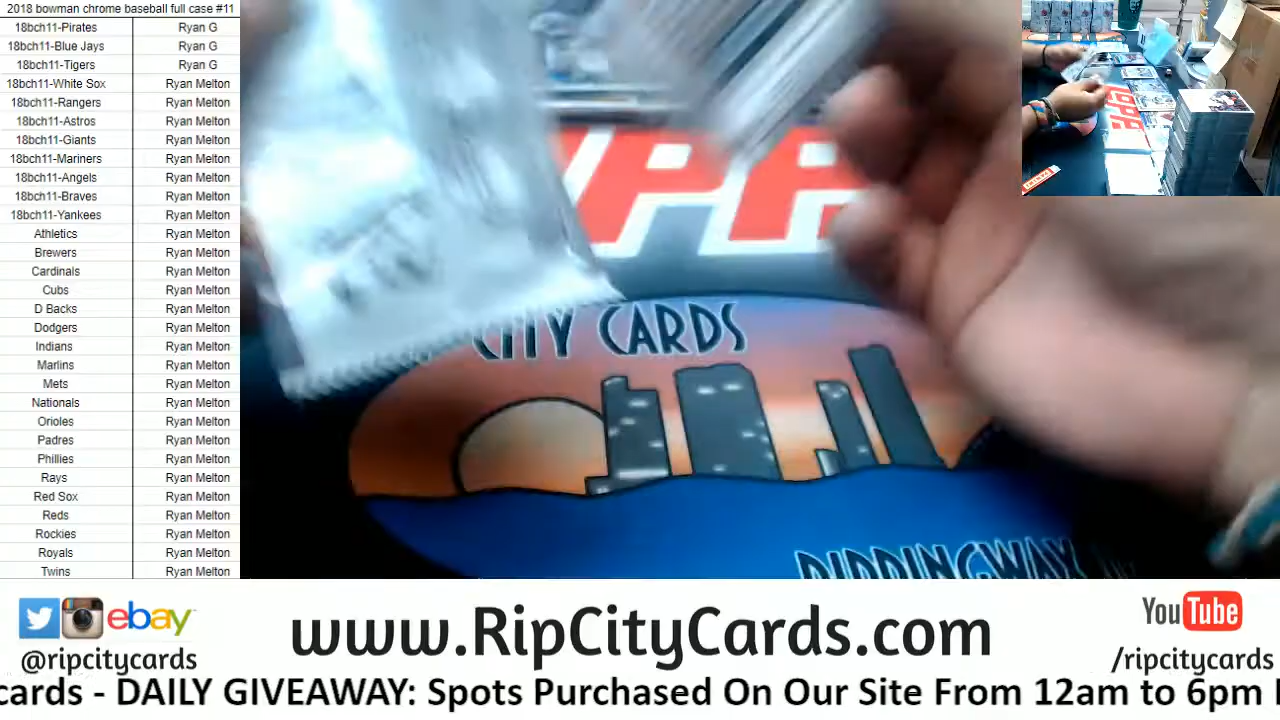 2018 bowman chrome baseball full case #11
18bch11-Pirates Ryan G
18bch11-Blue Jays Ryan G
18bch11-Tigers Ryan G
18bch11-White Sox Ryan Melton
18bch11-Rangers Ryan Melton
18bch11-Astros Ryan Melton
18bch11-Giants Ryan Melton
18bch11-Mariners Ryan Melton
18bch11-Angels Ryan Melton
18bch11-Braves Ryan Melton
18bch11-Yankees Ryan Melton
Athletics Ryan Melton
Brewers Ryan Melton
Cardinals Ryan Melton
Cubs Ryan Melton
D Backs Ryan Melton
Dodgers Ryan Melton
Indians Ryan Melton
Marlins Ryan Melton
Mets Ryan Melton
Nationals Ryan Melton
Orioles Ryan Melton
Padres Ryan Melton
Phillies Ryan Melton
Rays Ryan Melton
Red Sox Ryan Melton
Reds Ryan Melton
Rockies Ryan Melton
Royals Ryan Melton
Twins Ryan Melton
CITY CARDS
ebay
@ripcitycards
www.RipCityCards.com
YouTube
/ripcitycards
cards - DAILY GIVEAWAY: Spots Purchased On Our Site From 12am to 6pm